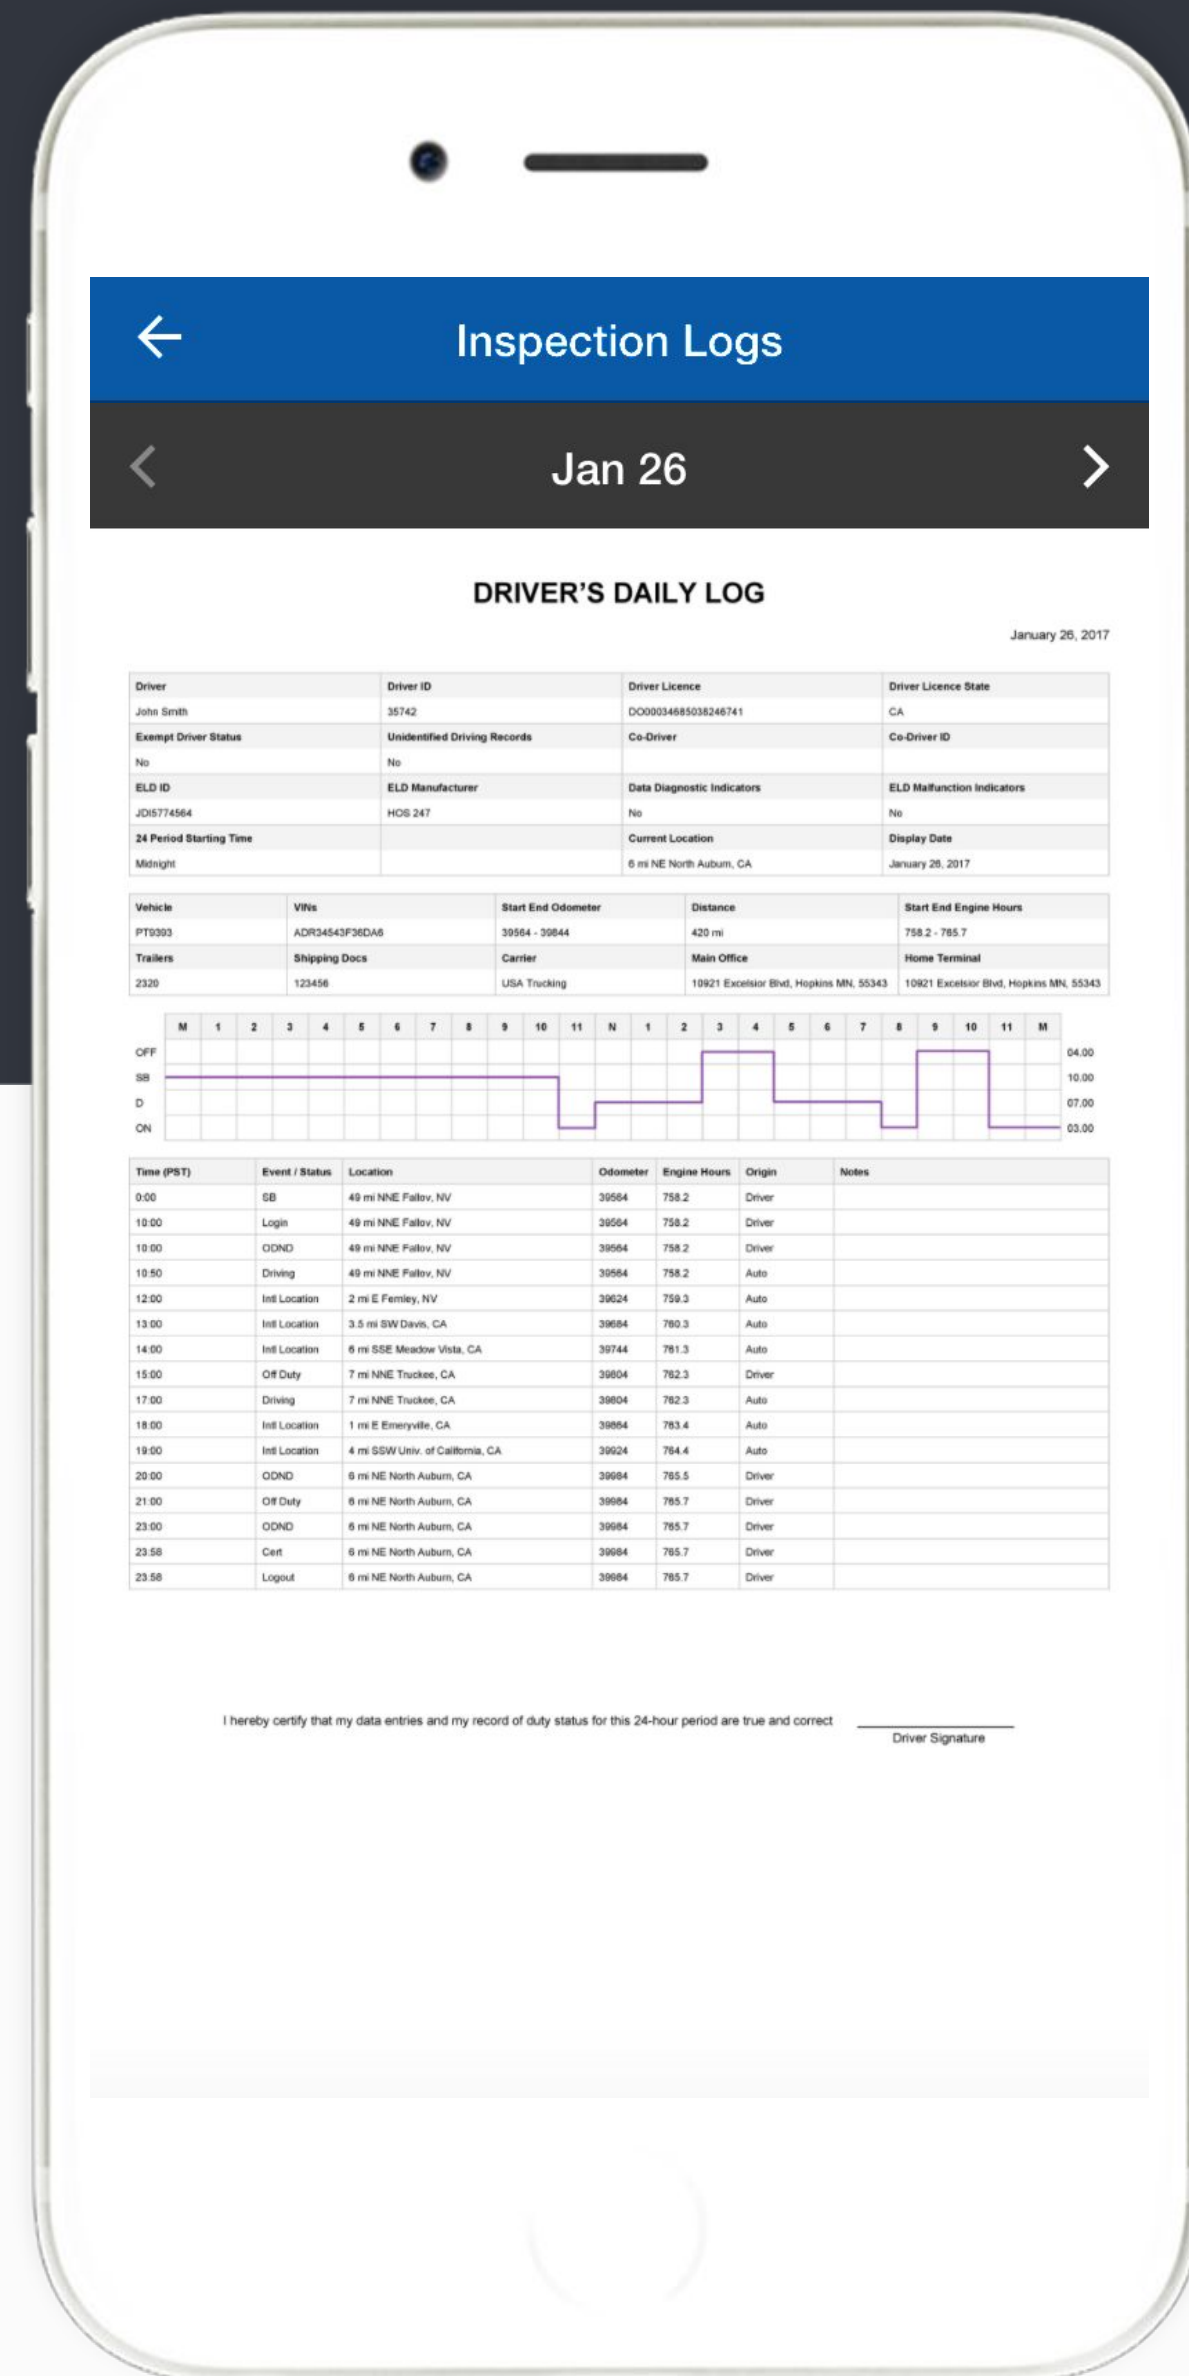 Inspection Logs
Jan 26
DRIVER'S DAILY LOG
January 26, 2017
Driver Driver ID Driver Licence Driver Licence State
John Smith 35742 DO00034685038246741 CA
Exempt Driver Status Unidentified Driving Records Co-Driver Co-Driver ID
No No
ELD ID ELD Manufacturer Data Diagnostic Indicators ELD Malfunction Indicators
JDI5774564 HOS 247 No No
24 Period Starting Time Current Location Display Date
Midnight 6 mi NE North Auburn, CA January 26, 2017
Vehicle VINs Start End Odometer Distance Start End Engine Hours
PT9393 ADR34543F36DA6 39564 - 39844 420 mi 758.2 - 765.7
Trailers Shipping Docs Carrier Main Office Home Terminal
2320 123456 USA Trucking 10921 Excelsior Blvd, Hopkins MN, 55343 10921 Excelsior Blvd, Hopkins MN, 55343
M 1 2 3 4 5 6 7 8 9 10 11 N 1 2 3 4 5 6 7 8 9 10 11 M
OFF 04.00
SB 10.00
D 07.00
ON 03.00
Time (PST) Event / Status Location Odometer Engine Hours Origin Notes
0:00 SB 49 mi NNE Fallov, NV 39564 758.2 Driver
10:00 Login 49 mi NNE Fallov, NV 39564 758.2 Driver
10:00 ODND 49 mi NNE Fallov, NV 39564 758.2 Driver
10:50 Driving 49 mi NNE Fallov, NV 39564 758.2 Auto
12:00 Intl Location 2 mi E Fernley, NV 39624 759.3 Auto
13:00 Intl Location 3.5 mi SW Davis, CA 39684 760.3 Auto
14:00 Intl Location 6 mi SSE Meadow Vista, CA 39744 761.3 Auto
15:00 Off Duty 7 mi NNE Truckee, CA 39804 762.3 Driver
17:00 Driving 7 mi NNE Truckee, CA 39804 762.3 Auto
18:00 Intl Location 1 mi E Emeryville, CA 39864 763.4 Auto
19:00 Intl Location 4 mi SSW Univ. of California, CA 39924 764.4 Auto
20:00 ODND 6 mi NE North Auburn, CA 39984 765.5 Driver
21:00 Off Duty 6 mi NE North Auburn, CA 39984 765.7 Driver
23:00 ODND 6 mi NE North Auburn, CA 39984 765.7 Driver
23:58 Cert 6 mi NE North Auburn, CA 39984 765.7 Driver
23:58 Logout 6 mi NE North Auburn, CA 39984 765.7 Driver
I hereby certify that my data entries and my record of duty status for this 24-hour period are true and correct
Driver Signature